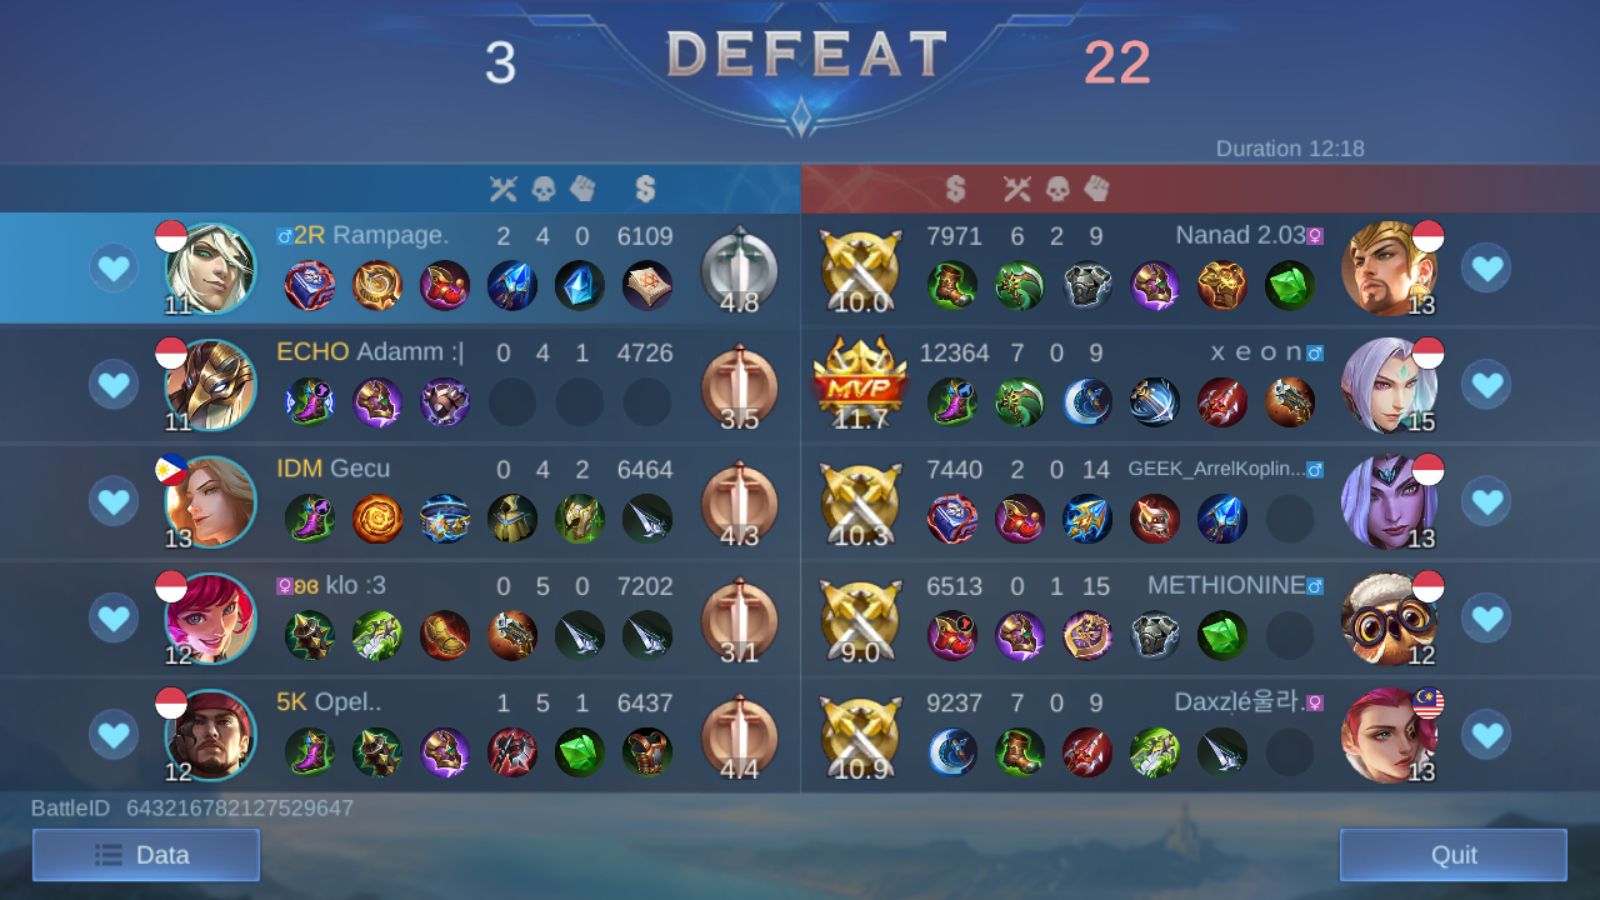 3 DEFEAT 22
Duration 12:18
2R Rampage. 2 4 0 6109
11 4.8
7971 6 2 9 Nanad 2.03
10.0 13
ECHO Adamm :| 0 4 1 4726
11 3.5
12364 7 0 9 x e o n
MVP
11.7 15
IDM Gecu 0 4 2 6464
13 4.3
7440 2 0 14 GEEK_ArrelKoplin...
10.3 13
ʚɞ klo :3 0 5 0 7202
12 3.1
6513 0 1 15 METHIONINE
9.0 12
5K Opel.. 1 5 1 6437
12 4.4
9237 7 0 9 Daxzlé울라.
10.9 13
BattleID 643216782127529647
Data
Quit